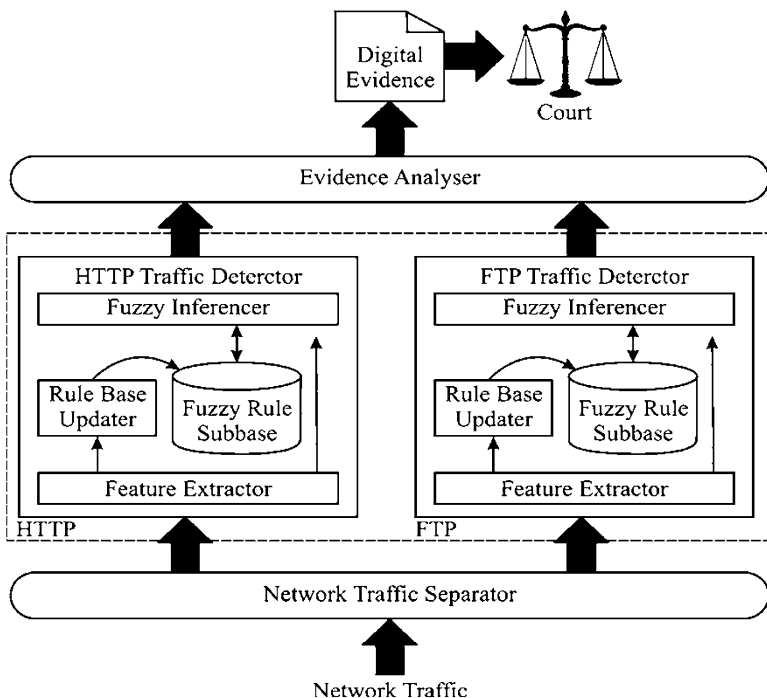 Digital
Evidence
Court
Evidence Analyser
HTTP Traffic Deterctor
Fuzzy Inferencer
Rule Base
Updater
Fuzzy Rule
Subbase
Feature Extractor
HTTP
FTP Traffic Deterctor
Fuzzy Inferencer
Rule Base
Updater
Fuzzy Rule
Subbase
Feature Extractor
FTP
Network Traffic Separator
Network Traffic